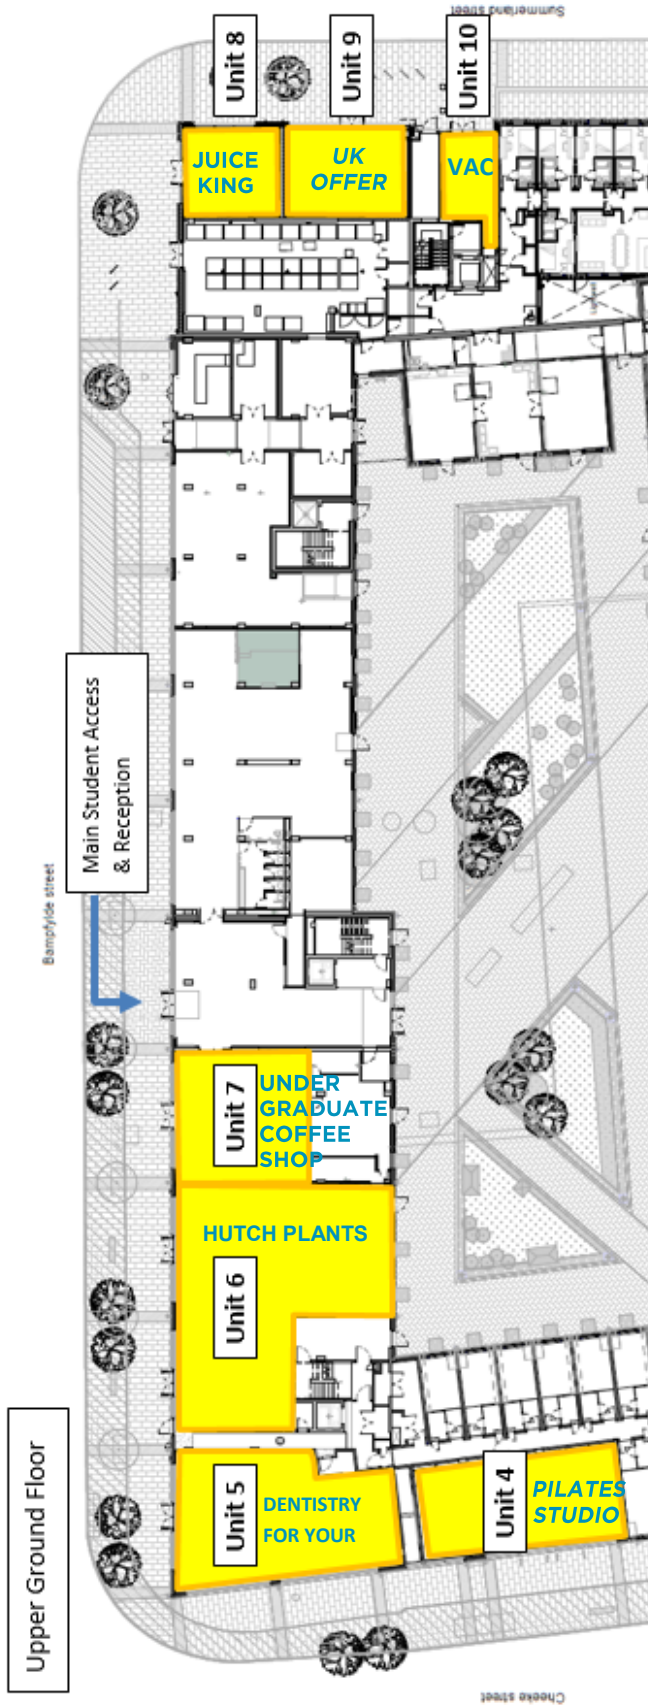 Summerland street
Unit 8
Unit 9
Unit 10
JUICE
KING
UK
OFFER
VAC
Main Student Access
& Reception
Bampfylde street
Unit 7
UNDER
GRADUATE
COFFEE
SHOP
HUTCH PLANTS
Unit 6
Upper Ground Floor
Unit 5
DENTISTRY
FOR YOUR
Unit 4
PILATES
STUDIO
Cheeke street